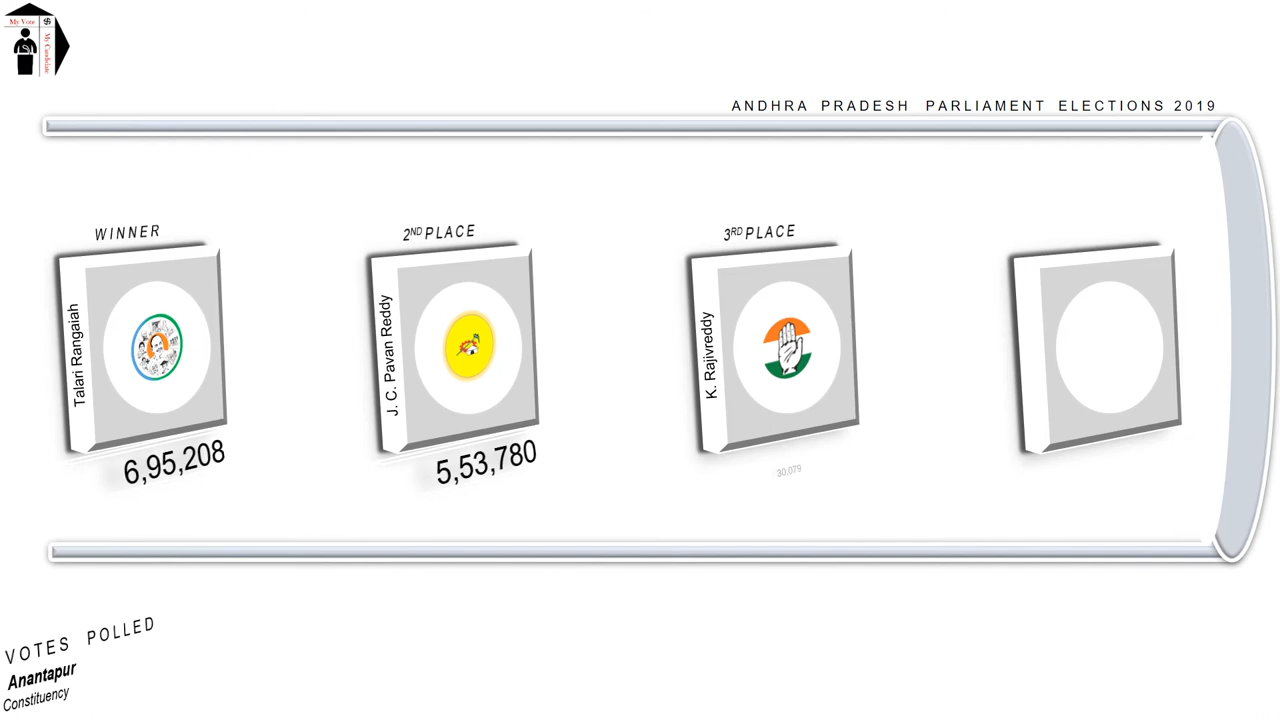 My Vote
My Candidate
ANDHRA PRADESH PARLIAMENT ELECTIONS 2019
WINNER
2ND PLACE
3RD PLACE
Talari Rangaiah
J. C. Pavan Reddy
K. Rajivreddy
6,95,208
5,53,780
30,079
VOTES POLLED
Anantapur
Constituency